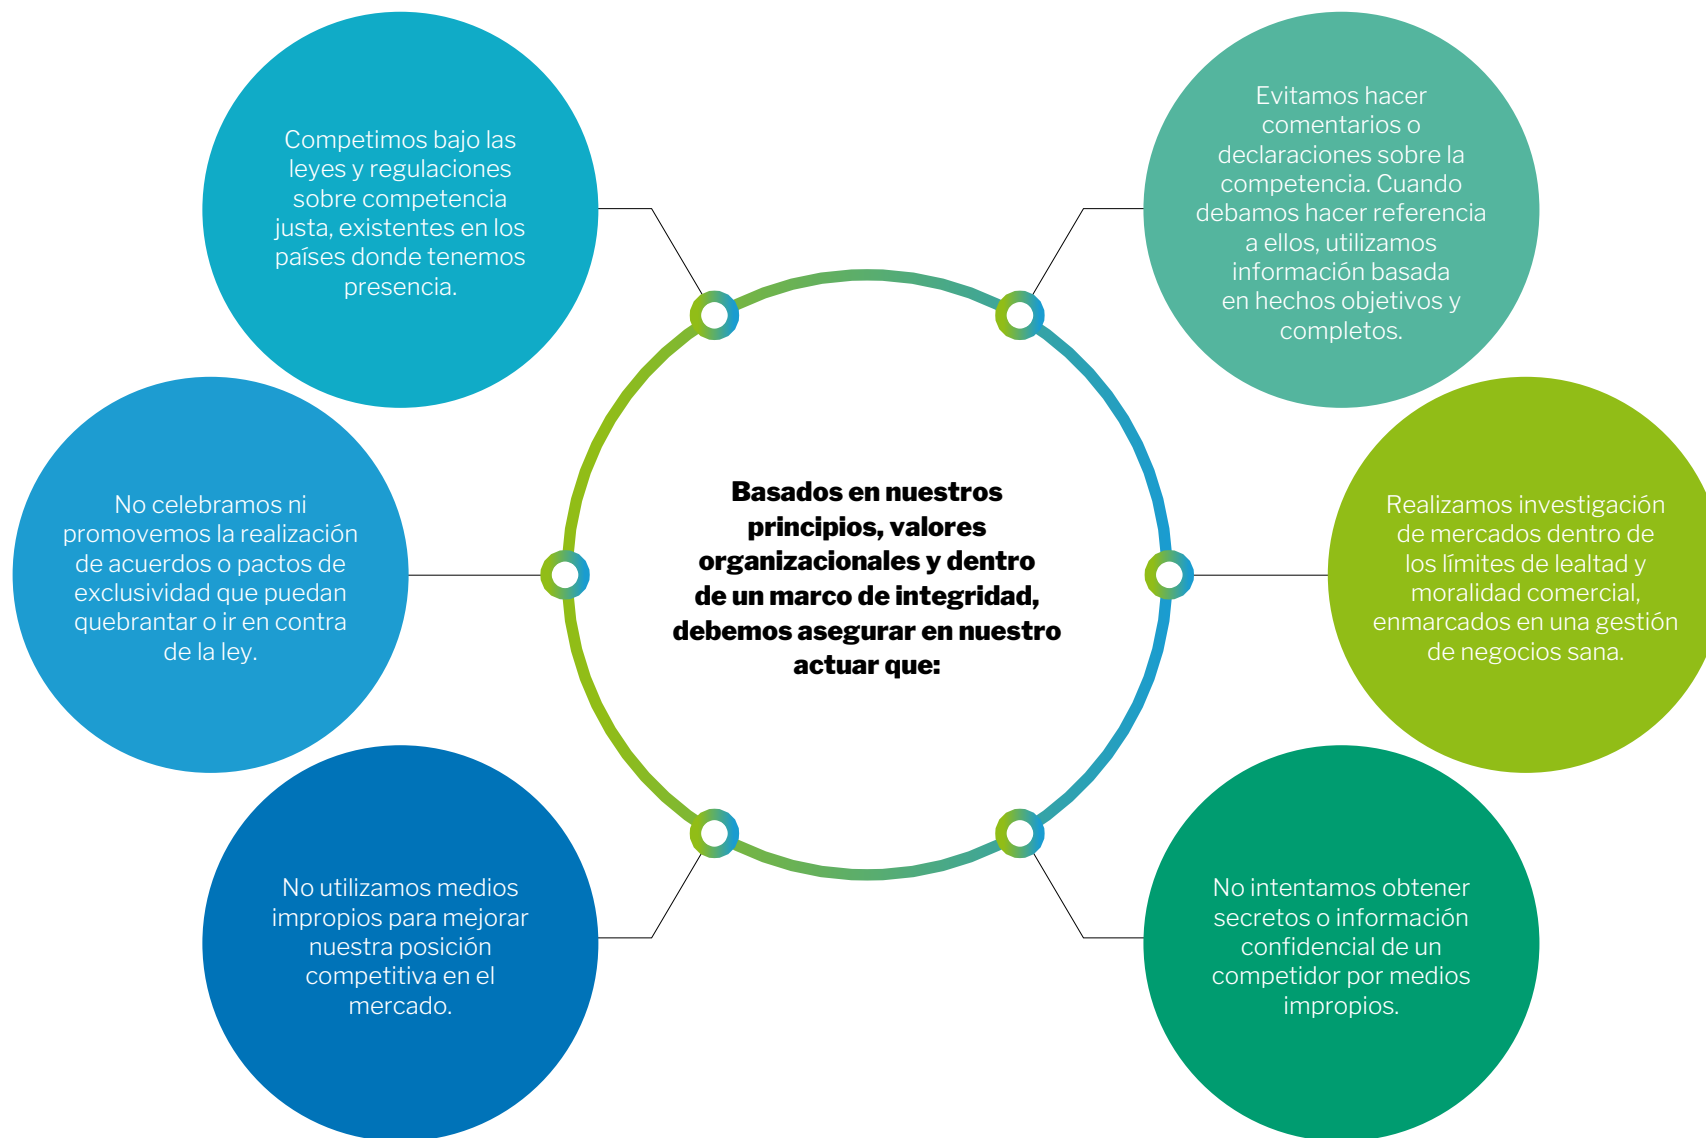 Competimos bajo las
leyes y regulaciones
sobre competencia
justa, existentes en los
países donde tenemos
presencia.
Evitamos hacer
comentarios o
declaraciones sobre la
competencia. Cuando
debamos hacer referencia
a ellos, utilizamos
información basada
en hechos objetivos y
completos.
No celebramos ni
promovemos la realización
de acuerdos o pactos de
exclusividad que puedan
quebrantar o ir en contra
de la ley.
Basados en nuestros
principios, valores
organizacionales y dentro
de un marco de integridad,
debemos asegurar en nuestro
actuar que:
Realizamos investigación
de mercados dentro de
los límites de lealtad y
moralidad comercial,
enmarcados en una gestión
de negocios sana.
No utilizamos medios
impropios para mejorar
nuestra posición
competitiva en el
mercado.
No intentamos obtener
secretos o información
confidencial de un
competidor por medios
impropios.